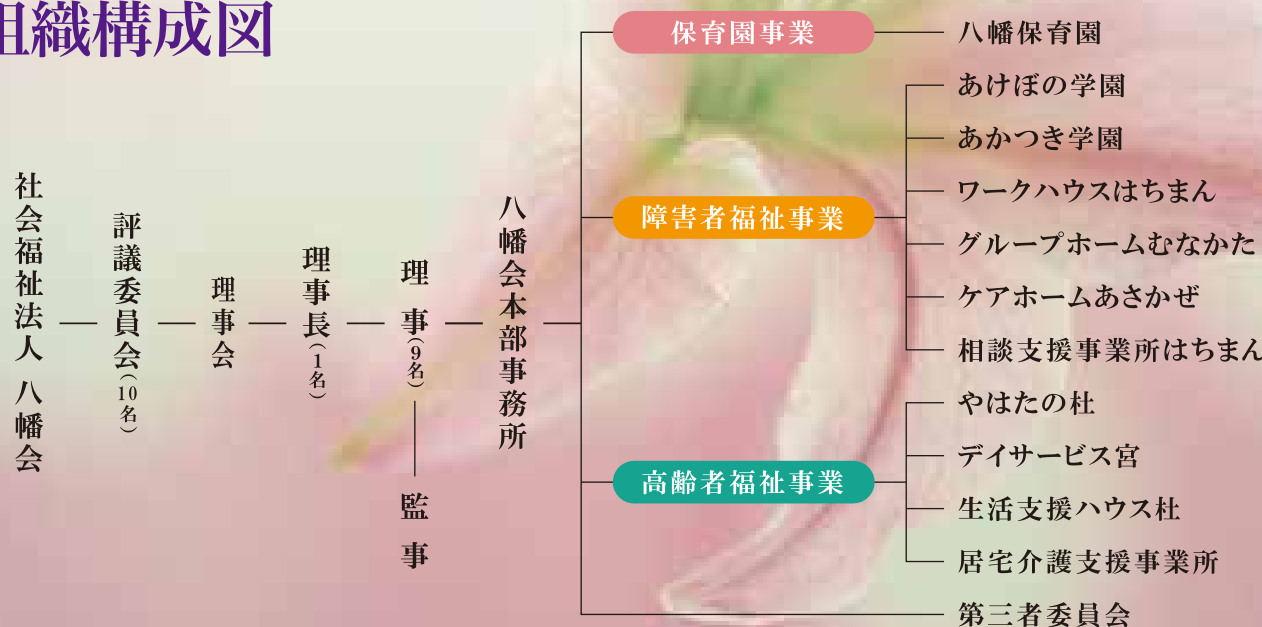 組織構成図
社会福祉法人 八幡会
評議委員会(10名)
理事会
理事長(1名)
理 事(9名)
監 事
八幡会本部事務所
保育園事業
八幡保育園
障害者福祉事業
あけぼの学園
あかつき学園
ワークハウスはちまん
グループホームむなかた
ケアホームあさかぜ
相談支援事業所はちまん
高齢者福祉事業
やはたの杜
デイサービス宮
生活支援ハウス杜
居宅介護支援事業所
第三者委員会